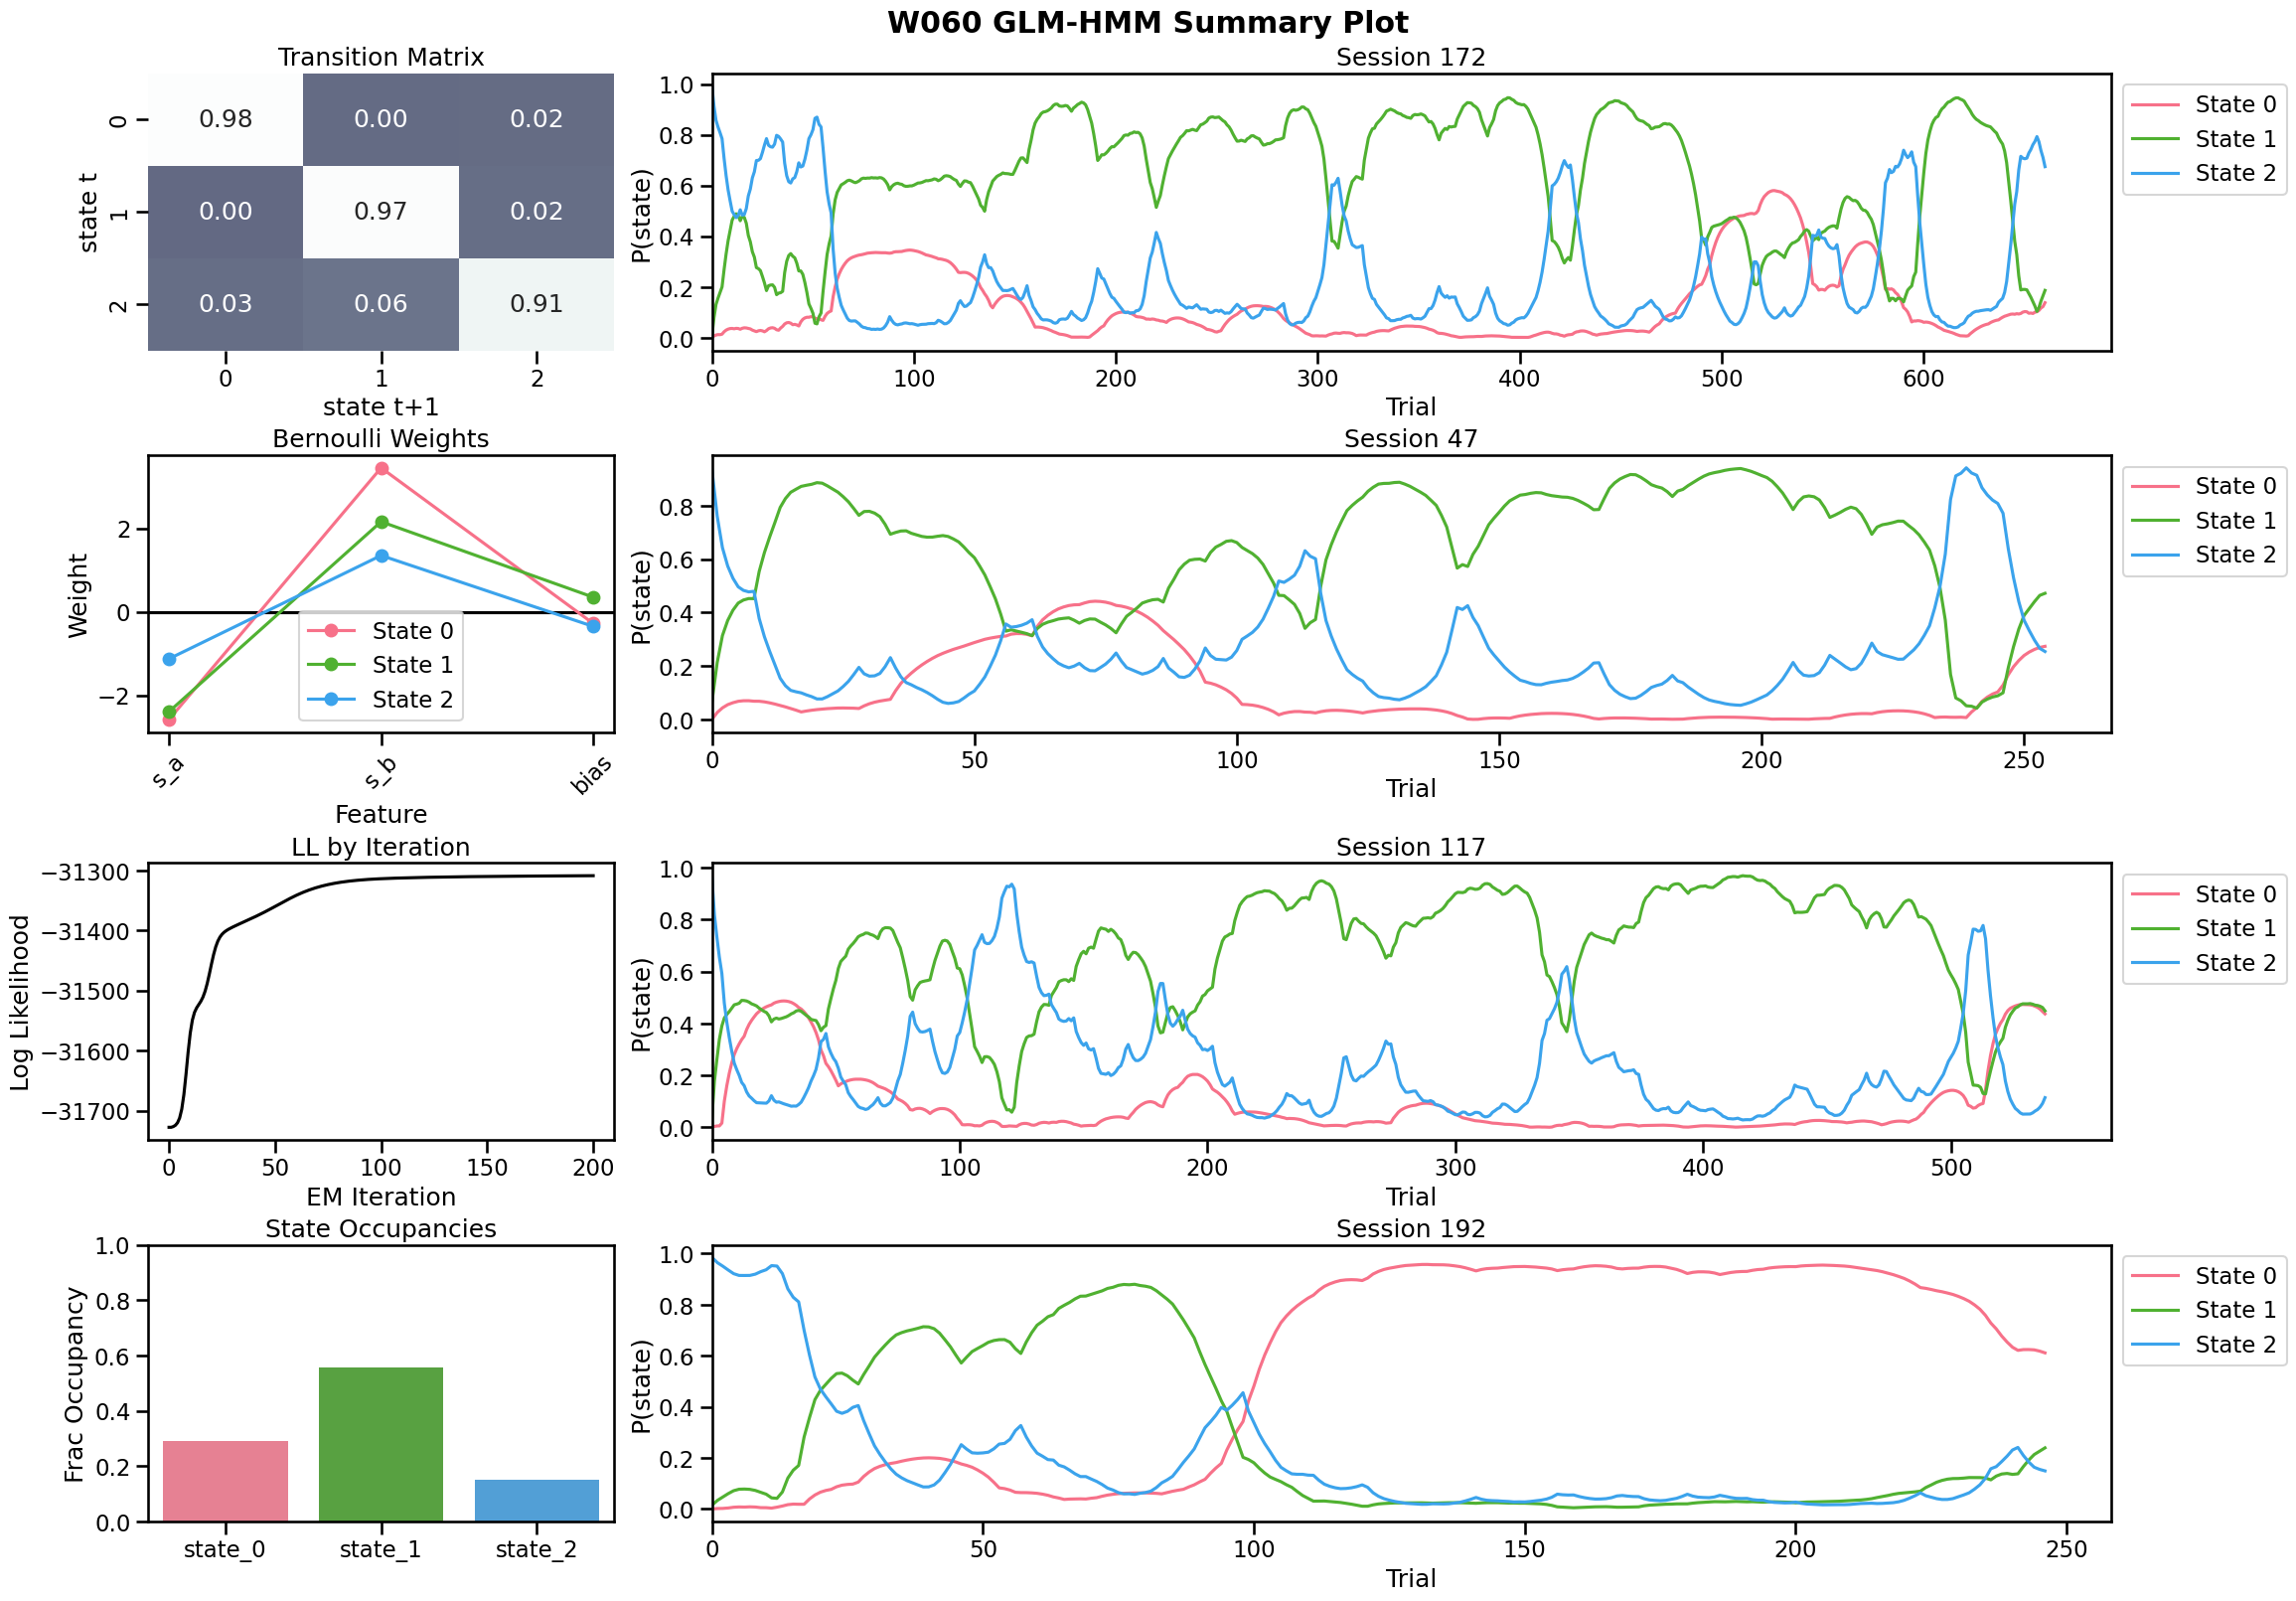 W060 GLM-HMM Summary Plot
Transition Matrix
0.98 0.00 0.02
0.00 0.97 0.02
0.03 0.06 0.91
0
1
2
state t
0 1 2
state t+1
Session 172
1.0
0.8
0.6
0.4
0.2
0.0
P(state)
0 100 200 300 400 500 600
Trial
State 0
State 1
State 2
Bernoulli Weights
2
0
−2
Weight
State 0
State 1
State 2
s_a s_b bias
Feature
Session 47
0.8
0.6
0.4
0.2
0.0
P(state)
0 50 100 150 200 250
Trial
State 0
State 1
State 2
LL by Iteration
−31300
−31400
−31500
−31600
−31700
Log Likelihood
0 50 100 150 200
EM Iteration
Session 117
1.0
0.8
0.6
0.4
0.2
0.0
P(state)
0 100 200 300 400 500
Trial
State 0
State 1
State 2
State Occupancies
1.0
0.8
0.6
0.4
0.2
0.0
Frac Occupancy
state_0 state_1 state_2
Session 192
1.0
0.8
0.6
0.4
0.2
0.0
P(state)
0 50 100 150 200 250
Trial
State 0
State 1
State 2